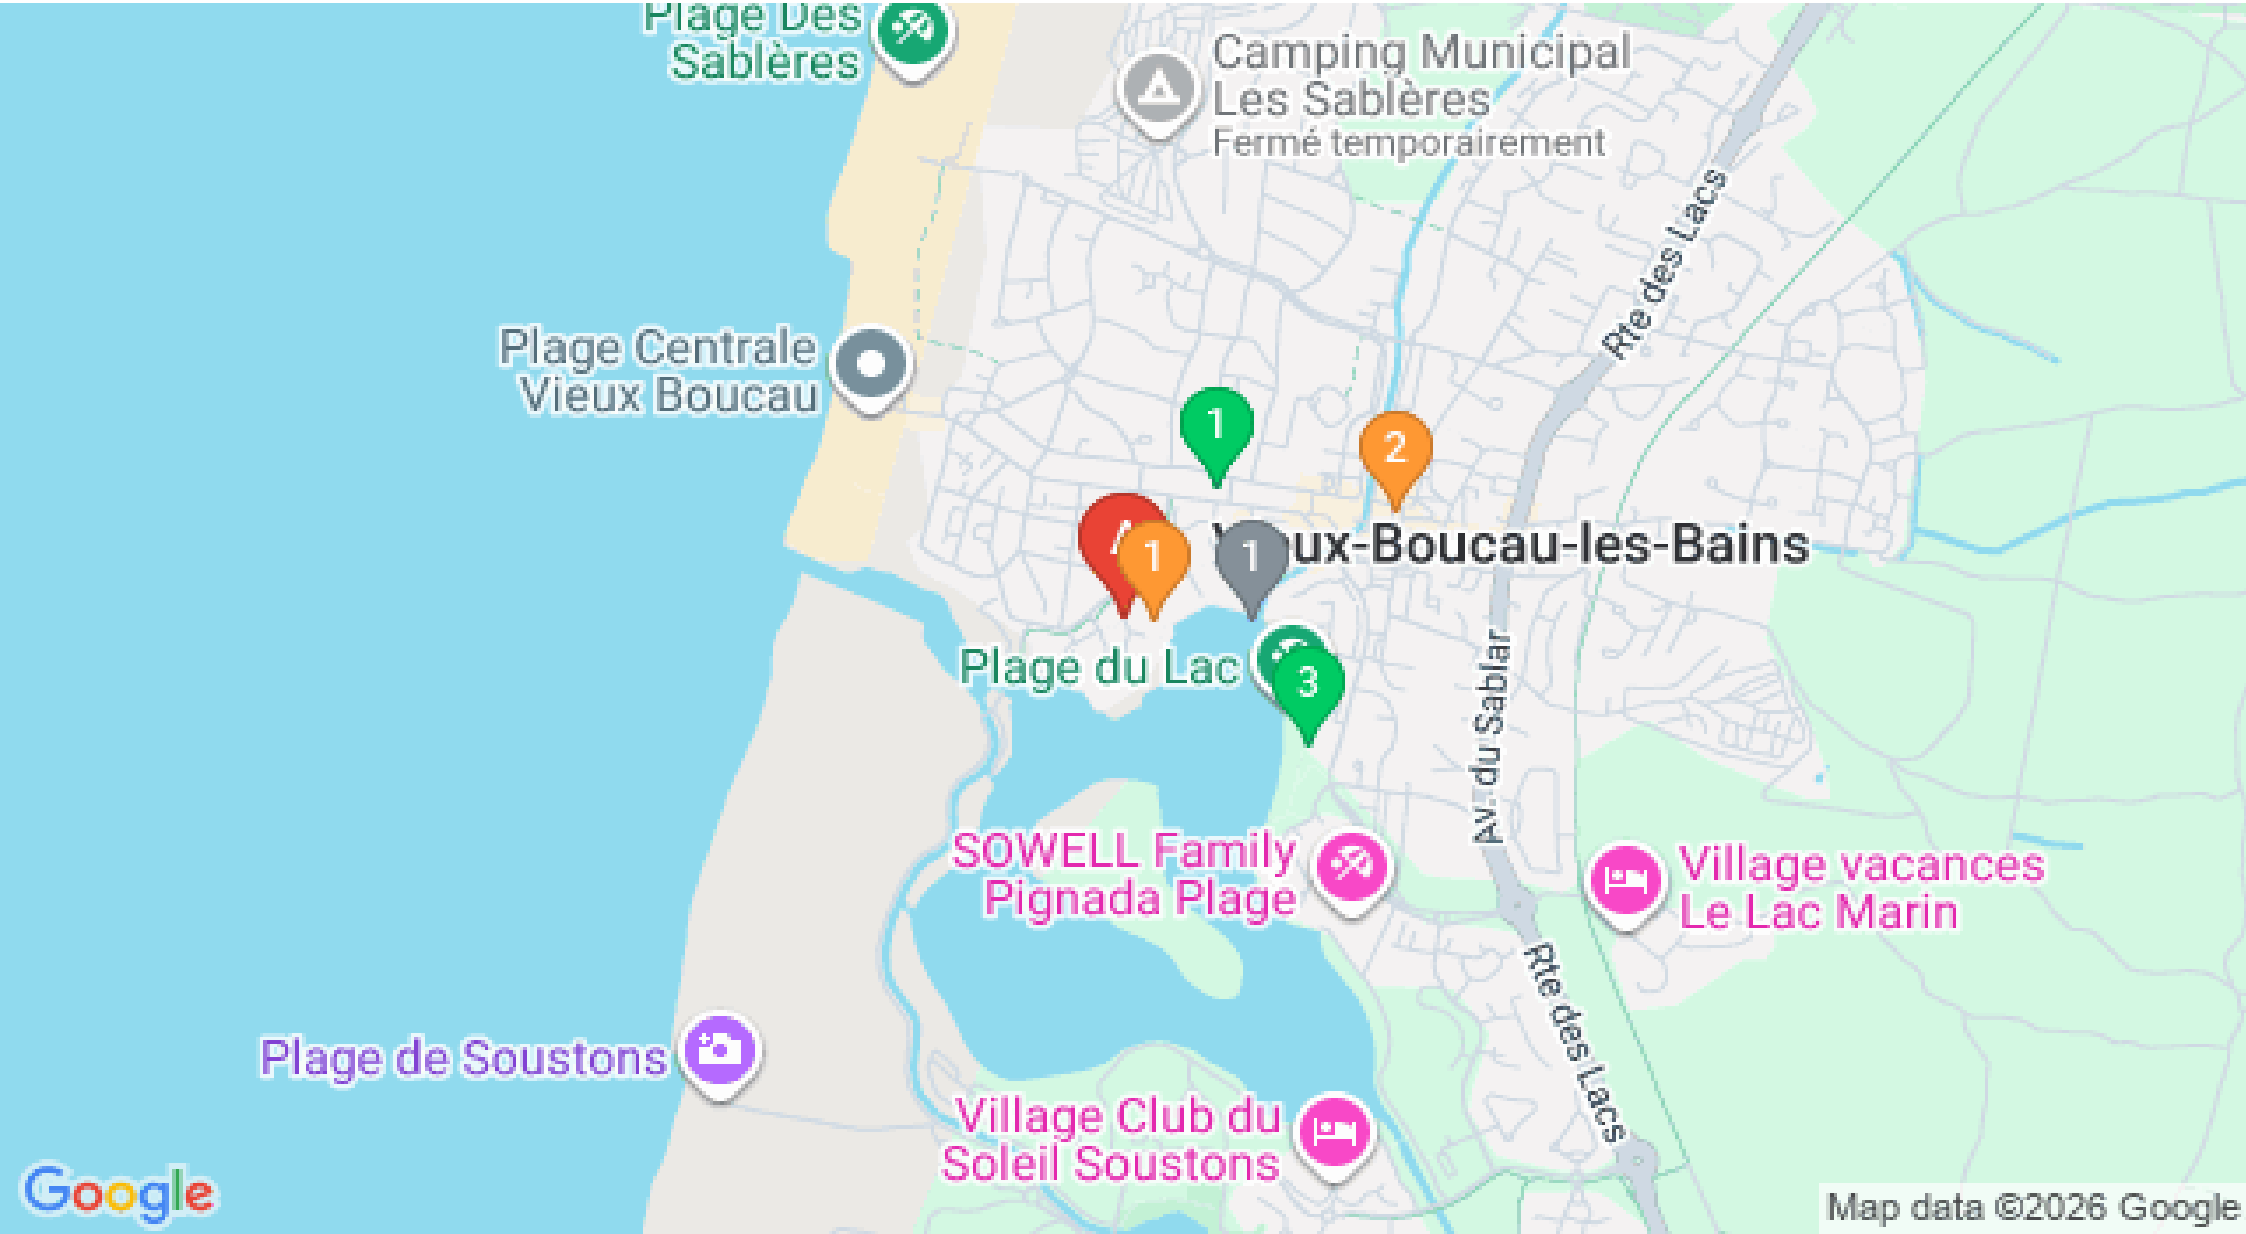 Plage Des
Sablères
Camping Municipal
Les Sablères
Fermé temporairement
Rte des Lacs
Plage Centrale
Vieux Boucau
1
2
1
1
ux-Boucau-les-Bains
Plage du Lac
3
Av. du Sablar
SOWELL Family
Pignada Plage
Village vacances
Le Lac Marin
Rte des Lacs
Plage de Soustons
Village Club du
Soleil Soustons
Google
Map data ©2026 Google